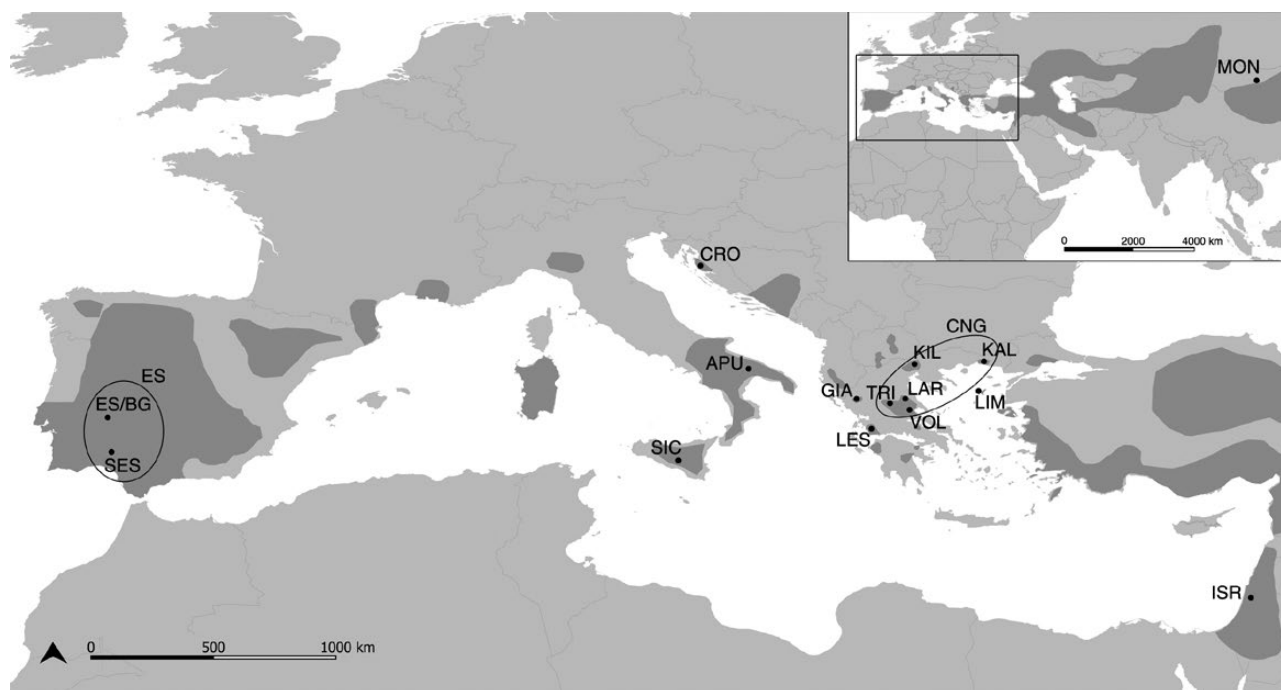 MON
0 2000 4000 km
CRO
CNG
KIL
KAL
ES
APU
ES/BG
GIA
TRI
LAR
LIM
VOL
LES
SES
SIC
ISR
0 500 1000 km